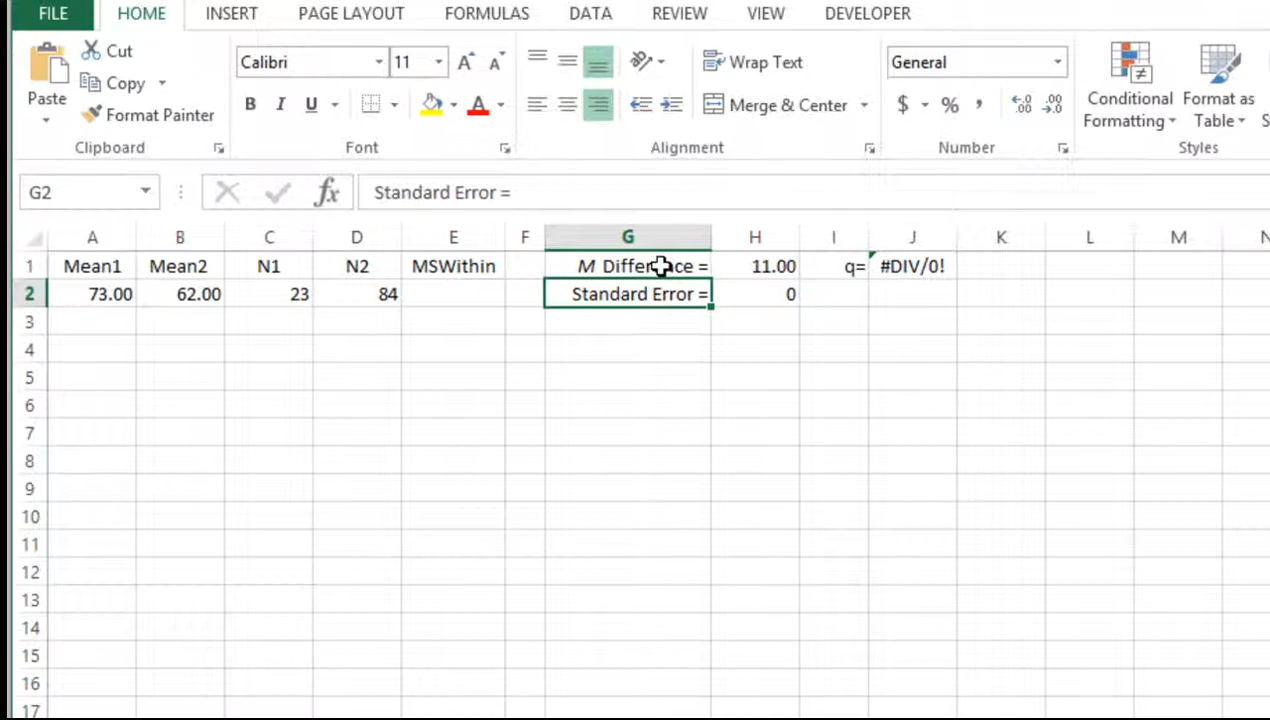 FILE HOME INSERT PAGE LAYOUT FORMULAS DATA REVIEW VIEW DEVELOPER
Cut
Copy
Format Painter
Paste
Clipboard
Calibri 11
B I U
Font
Wrap Text
Merge & Center
Alignment
General
$ % ,
Number
Conditional
Formatting
Format as
Table
Styles
G2 fx Standard Error =
A B C D E F G H I J K L M
1 Mean1 Mean2 N1 N2 MSWithin M Difference = 11.00 q= #DIV/0!
2 73.00 62.00 23 84 Standard Error = 0
3
4
5
6
7
8
9
10
11
12
13
14
15
16
17